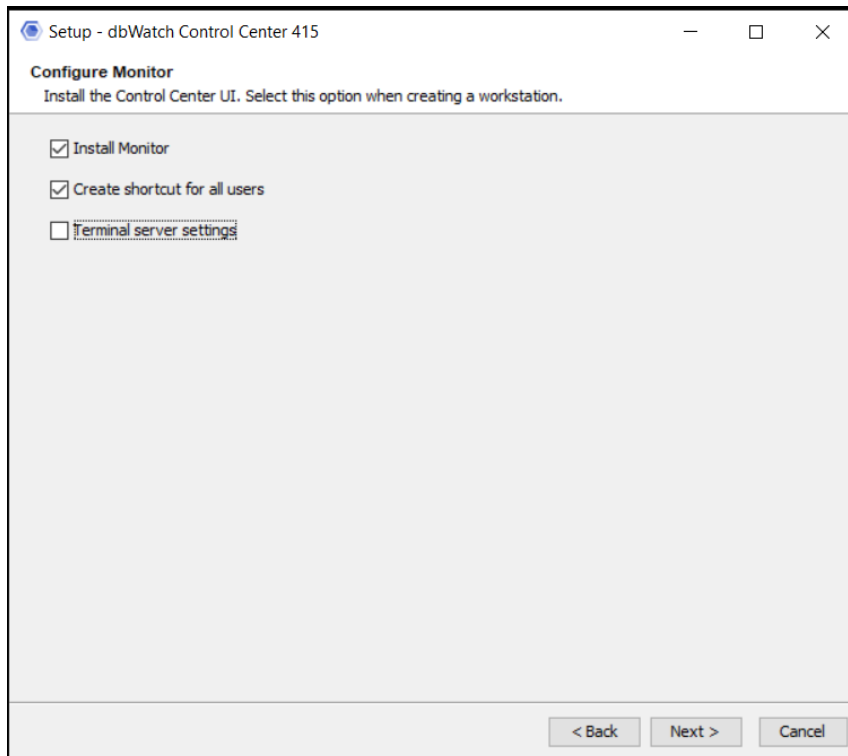 Setup - dbWatch Control Center 415
Configure Monitor
Install the Control Center UI. Select this option when creating a workstation.
Install Monitor
Create shortcut for all users
Terminal server settings
< Back Next > Cancel